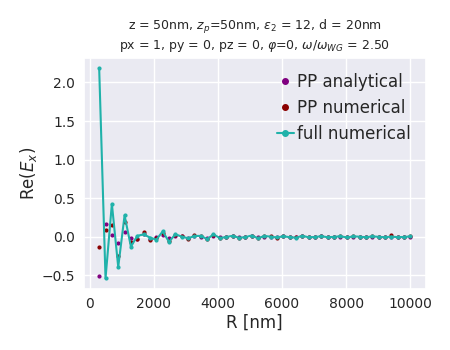 z = 50nm, z_p=50nm, ε_2 = 12, d = 20nm
px = 1, py = 0, pz = 0, φ=0, ω/ω_WG = 2.50
PP analytical
PP numerical
full numerical
Re(E_x)
2.0
1.5
1.0
0.5
0.0
−0.5
0 2000 4000 6000 8000 10000
R [nm]